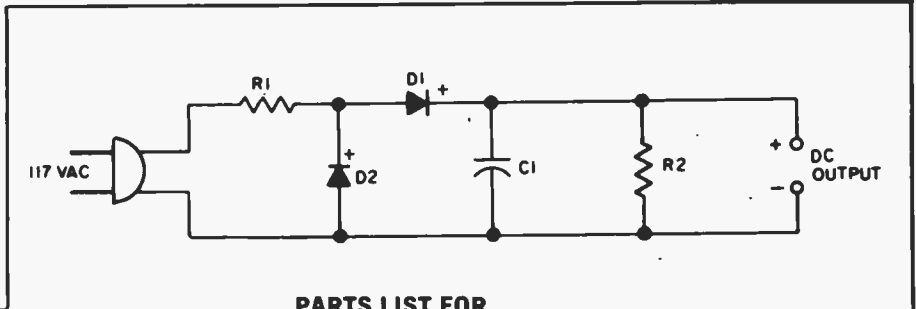 R1
D1
+
117 VAC
+
D2
C1
R2
+
DC
OUTPUT
−
PARTS LIST FOR